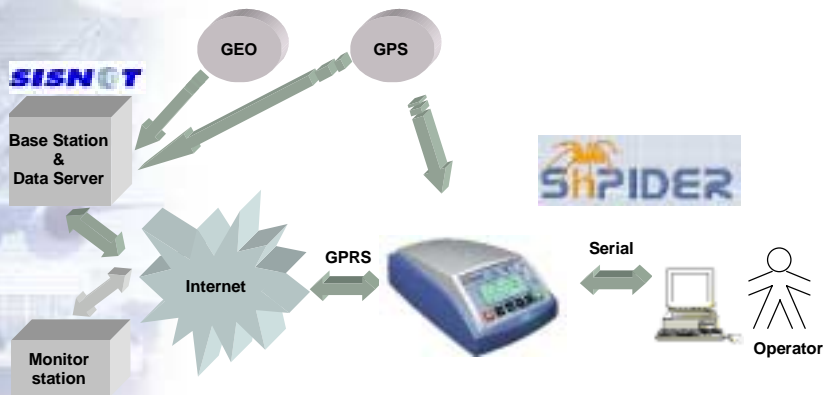 GEO
GPS
SISNeT
Base Station
&
Data Server
SHPIDER
Internet
GPRS
Serial
Monitor
station
Operator